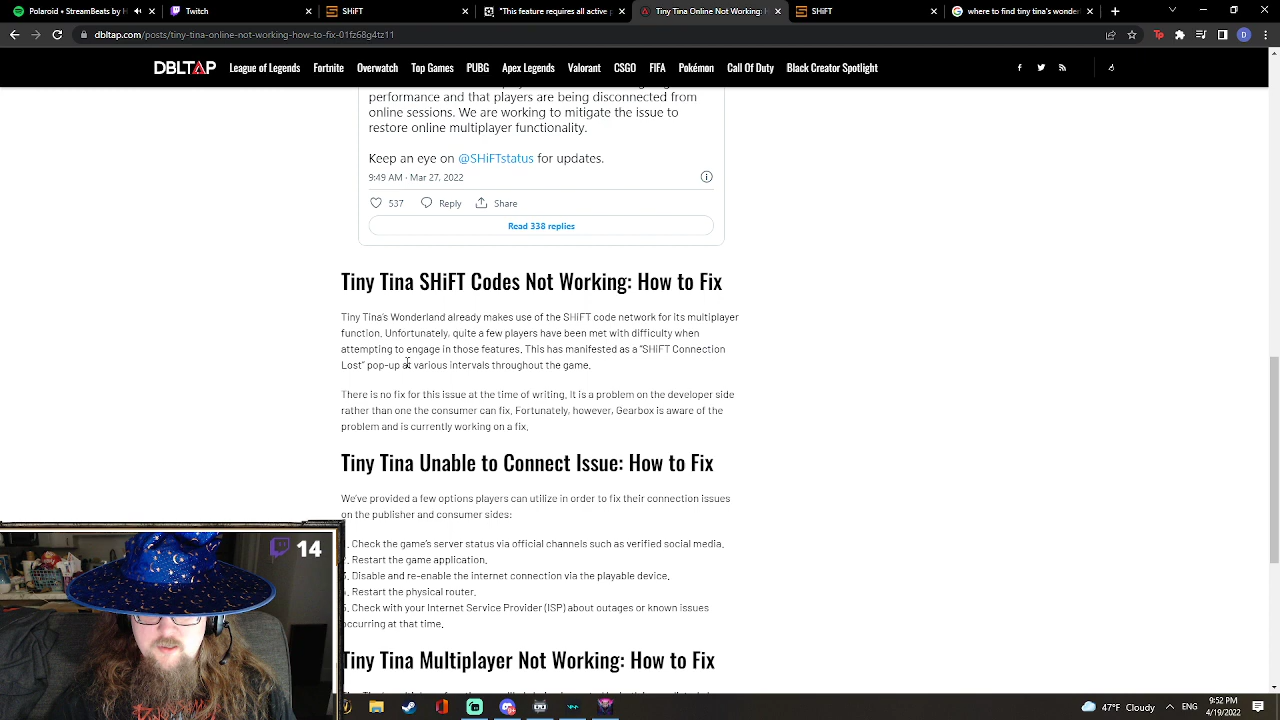 Polaroid • StreamBeats by H
Twitch
SHiFT
"This feature requires all active p
Tiny Tina Online Not Working
SHiFT
where to find tiny tina's wonder
dbltap.com/posts/tiny-tina-online-not-working-how-to-fix-01fz68g4tz11
DBLTAP
League of Legends
Fortnite
Overwatch
Top Games
PUBG
Apex Legends
Valorant
CSGO
FIFA
Pokémon
Call Of Duty
Black Creator Spotlight
performance and that players are being disconnected from
online sessions. We are working to mitigate the issue to
restore online multiplayer functionality.
Keep an eye on @SHiFTstatus for updates.
9:49 AM · Mar 27, 2022
537 Reply Share
Read 338 replies
Tiny Tina SHiFT Codes Not Working: How to Fix
Tiny Tina's Wonderland already makes use of the SHiFT code network for its multiplayer
function. Unfortunately, quite a few players have been met with difficulty when
attempting to engage in those features. This has manifested as a "SHIFT Connection
Lost" pop-up at various intervals throughout the game.
There is no fix for this issue at the time of writing. It is a problem on the developer side
rather than one the consumer can fix. Fortunately, however, Gearbox is aware of the
problem and is currently working on a fix.
Tiny Tina Unable to Connect Issue: How to Fix
We've provided a few options players can utilize in order to fix their connection issues
on the publisher and consumer sides:
. Check the game's server status via official channels such as verified social media.
. Restart the game application.
. Disable and re-enable the internet connection via the playable device.
. Restart the physical router.
. Check with your Internet Service Provider (ISP) about outages or known issues
occurring at that time.
Tiny Tina Multiplayer Not Working: How to Fix
14
47°F Cloudy
ENG
9:52 PM
4/19/2022